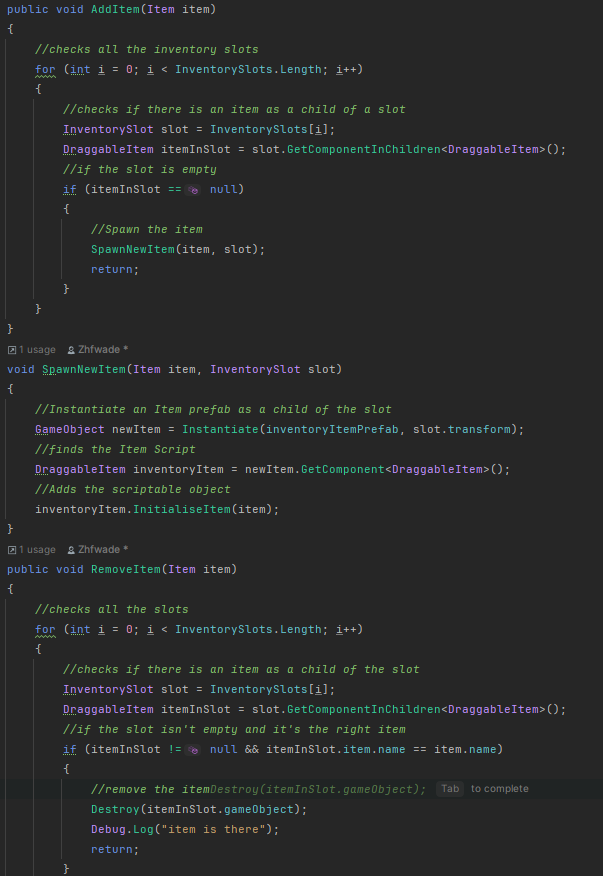 public void AddItem(Item item)
{
    //checks all the inventory slots
    for (int i = 0; i < InventorySlots.Length; i++)
    {
        //checks if there is an item as a child of a slot
        InventorySlot slot = InventorySlots[i];
        DraggableItem itemInSlot = slot.GetComponentInChildren<DraggableItem>();
        //if the slot is empty
        if (itemInSlot == null)
        {
            //Spawn the item
            SpawnNewItem(item, slot);
            return;
        }
    }
}
1 usage Zhfwade *
void SpawnNewItem(Item item, InventorySlot slot)
{
    //Instantiate an Item prefab as a child of the slot
    GameObject newItem = Instantiate(inventoryItemPrefab, slot.transform);
    //finds the Item Script
    DraggableItem inventoryItem = newItem.GetComponent<DraggableItem>();
    //Adds the scriptable object
    inventoryItem.InitialiseItem(item);
}
1 usage Zhfwade *
public void RemoveItem(Item item)
{
    //checks all the slots
    for (int i = 0; i < InventorySlots.Length; i++)
    {
        //checks if there is an item as a child of the slot
        InventorySlot slot = InventorySlots[i];
        DraggableItem itemInSlot = slot.GetComponentInChildren<DraggableItem>();
        //if the slot isn't empty and it's the right item
        if (itemInSlot != null && itemInSlot.item.name == item.name)
        {
            //remove the itemDestroy(itemInSlot.gameObject); Tab to complete
            Destroy(itemInSlot.gameObject);
            Debug.Log("item is there");
            return;
        }